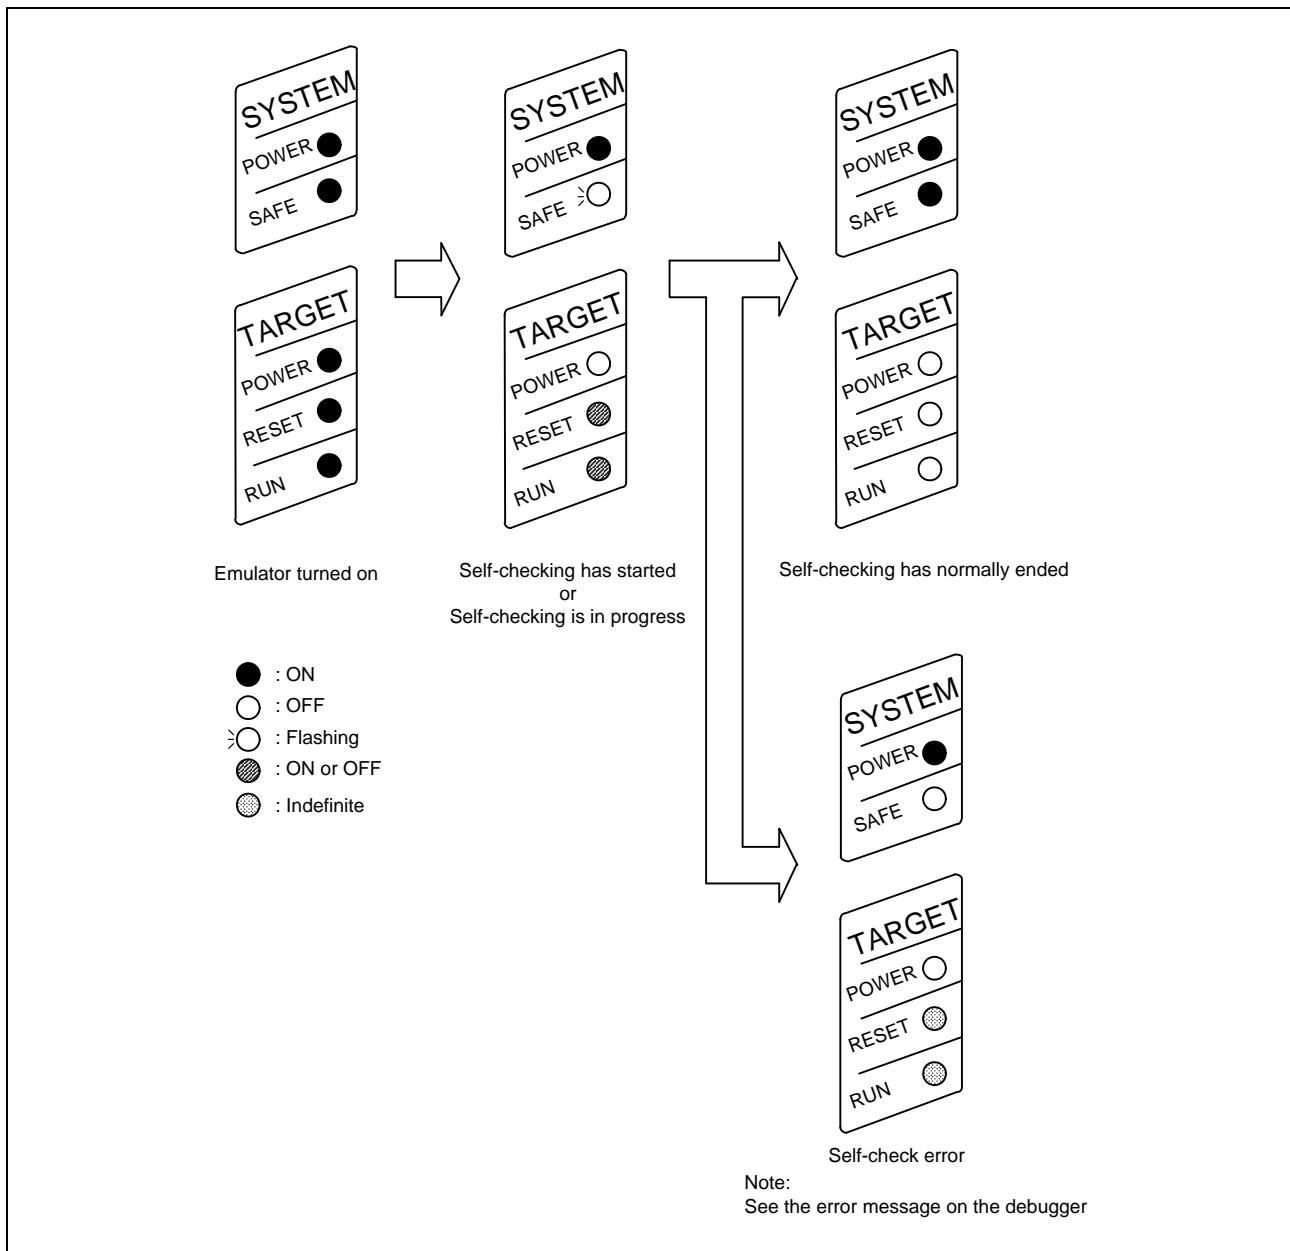 SYSTEM
POWER
SAFE
TARGET
POWER
RESET
RUN
Emulator turned on
SYSTEM
POWER
SAFE
TARGET
POWER
RESET
RUN
Self-checking has started
or
Self-checking is in progress
SYSTEM
POWER
SAFE
TARGET
POWER
RESET
RUN
Self-checking has normally ended
: ON
: OFF
: Flashing
: ON or OFF
: Indefinite
SYSTEM
POWER
SAFE
TARGET
POWER
RESET
RUN
Self-check error
Note:
See the error message on the debugger